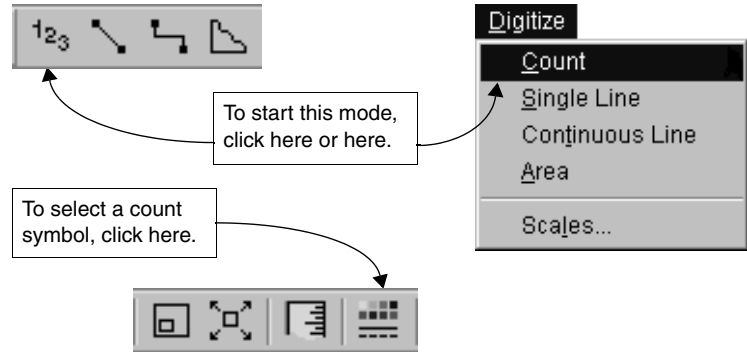 123
Digitize
Count
Single Line
Continuous Line
Area
Scales...
To start this mode,
click here or here.
To select a count
symbol, click here.